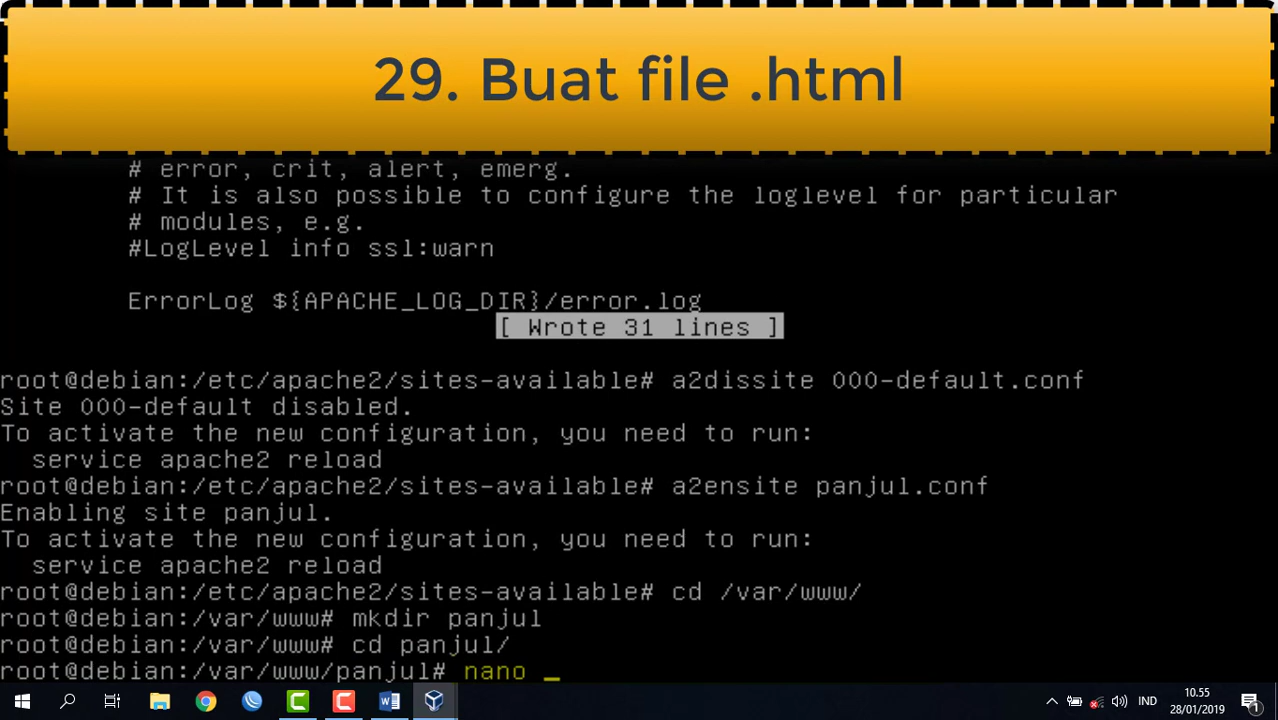 29. Buat file .html
# error, crit, alert, emerg.
# It is also possible to configure the loglevel for particular
# modules, e.g.
#LogLevel info ssl:warn
ErrorLog ${APACHE_LOG_DIR}/error.log
[ Wrote 31 lines ]
root@debian:/etc/apache2/sites-available# a2dissite 000-default.conf
Site 000-default disabled.
To activate the new configuration, you need to run:
service apache2 reload
root@debian:/etc/apache2/sites-available# a2ensite panjul.conf
Enabling site panjul.
To activate the new configuration, you need to run:
service apache2 reload
root@debian:/etc/apache2/sites-available# cd /var/www/
root@debian:/var/www# mkdir panjul
root@debian:/var/www# cd panjul/
root@debian:/var/www/panjul# nano _
IND
10.55
28/01/2019
1